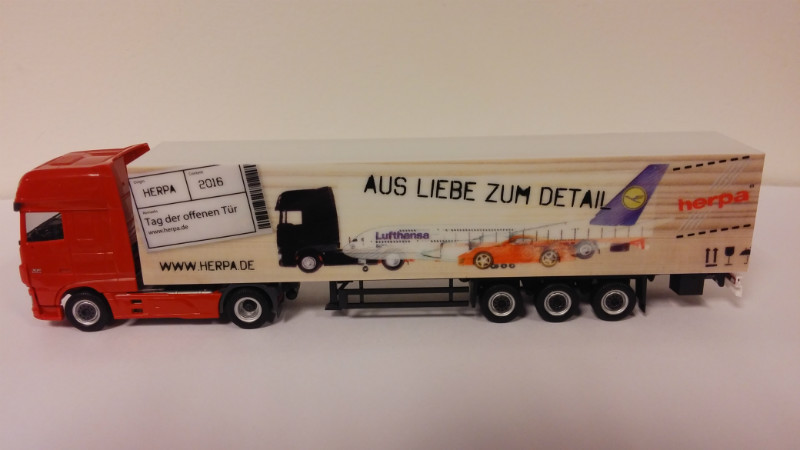 HERPA
2016
Tag der offenen Tür
www.herpa.de
WWW.HERPA.DE
AUS LIEBE ZUM DETAIL
Lufthansa
herpa